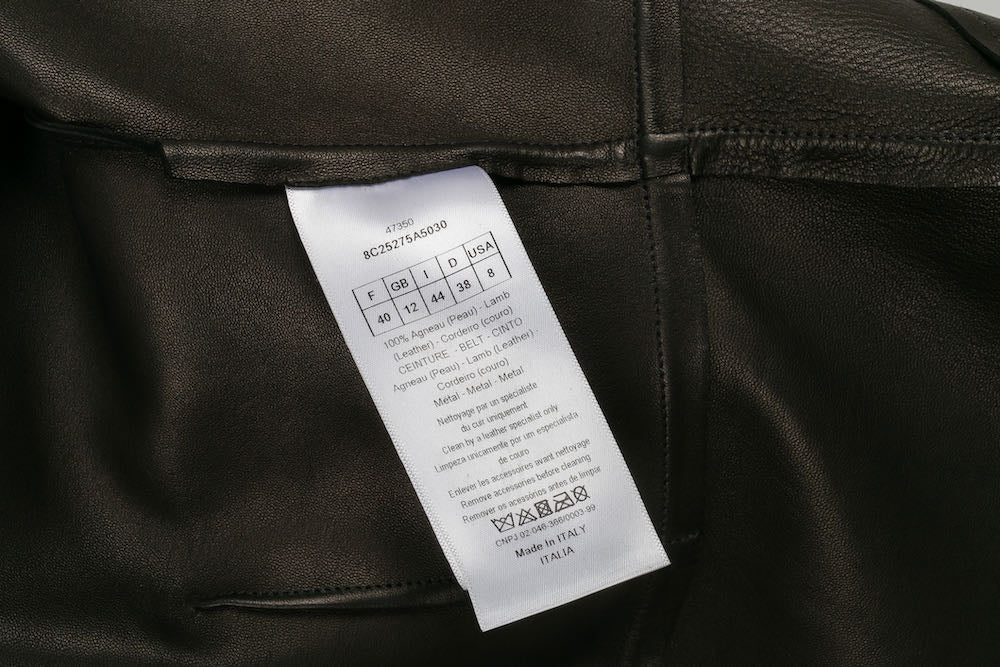 47350
8C25275A5030
F GB I D USA
40 12 44 38 8
100% Agneau (Peau) - Lamb
(Leather) - Cordeiro (couro)
CEINTURE - BELT - CINTO
Agneau (Peau) - Lamb (Leather) -
Cordeiro (couro)
Métal - Metal - Metal
Nettoyage par un spécialiste
du cuir uniquement
Clean by a leather specialist only
Limpeza unicamente por um especialista
de couro
Enlever les accessoires avant nettoyage
Remove accessories before cleaning
Remover os acessórios antes de limpar
CNPJ 02.046-366/0003-99
Made In ITALY
ITALIA